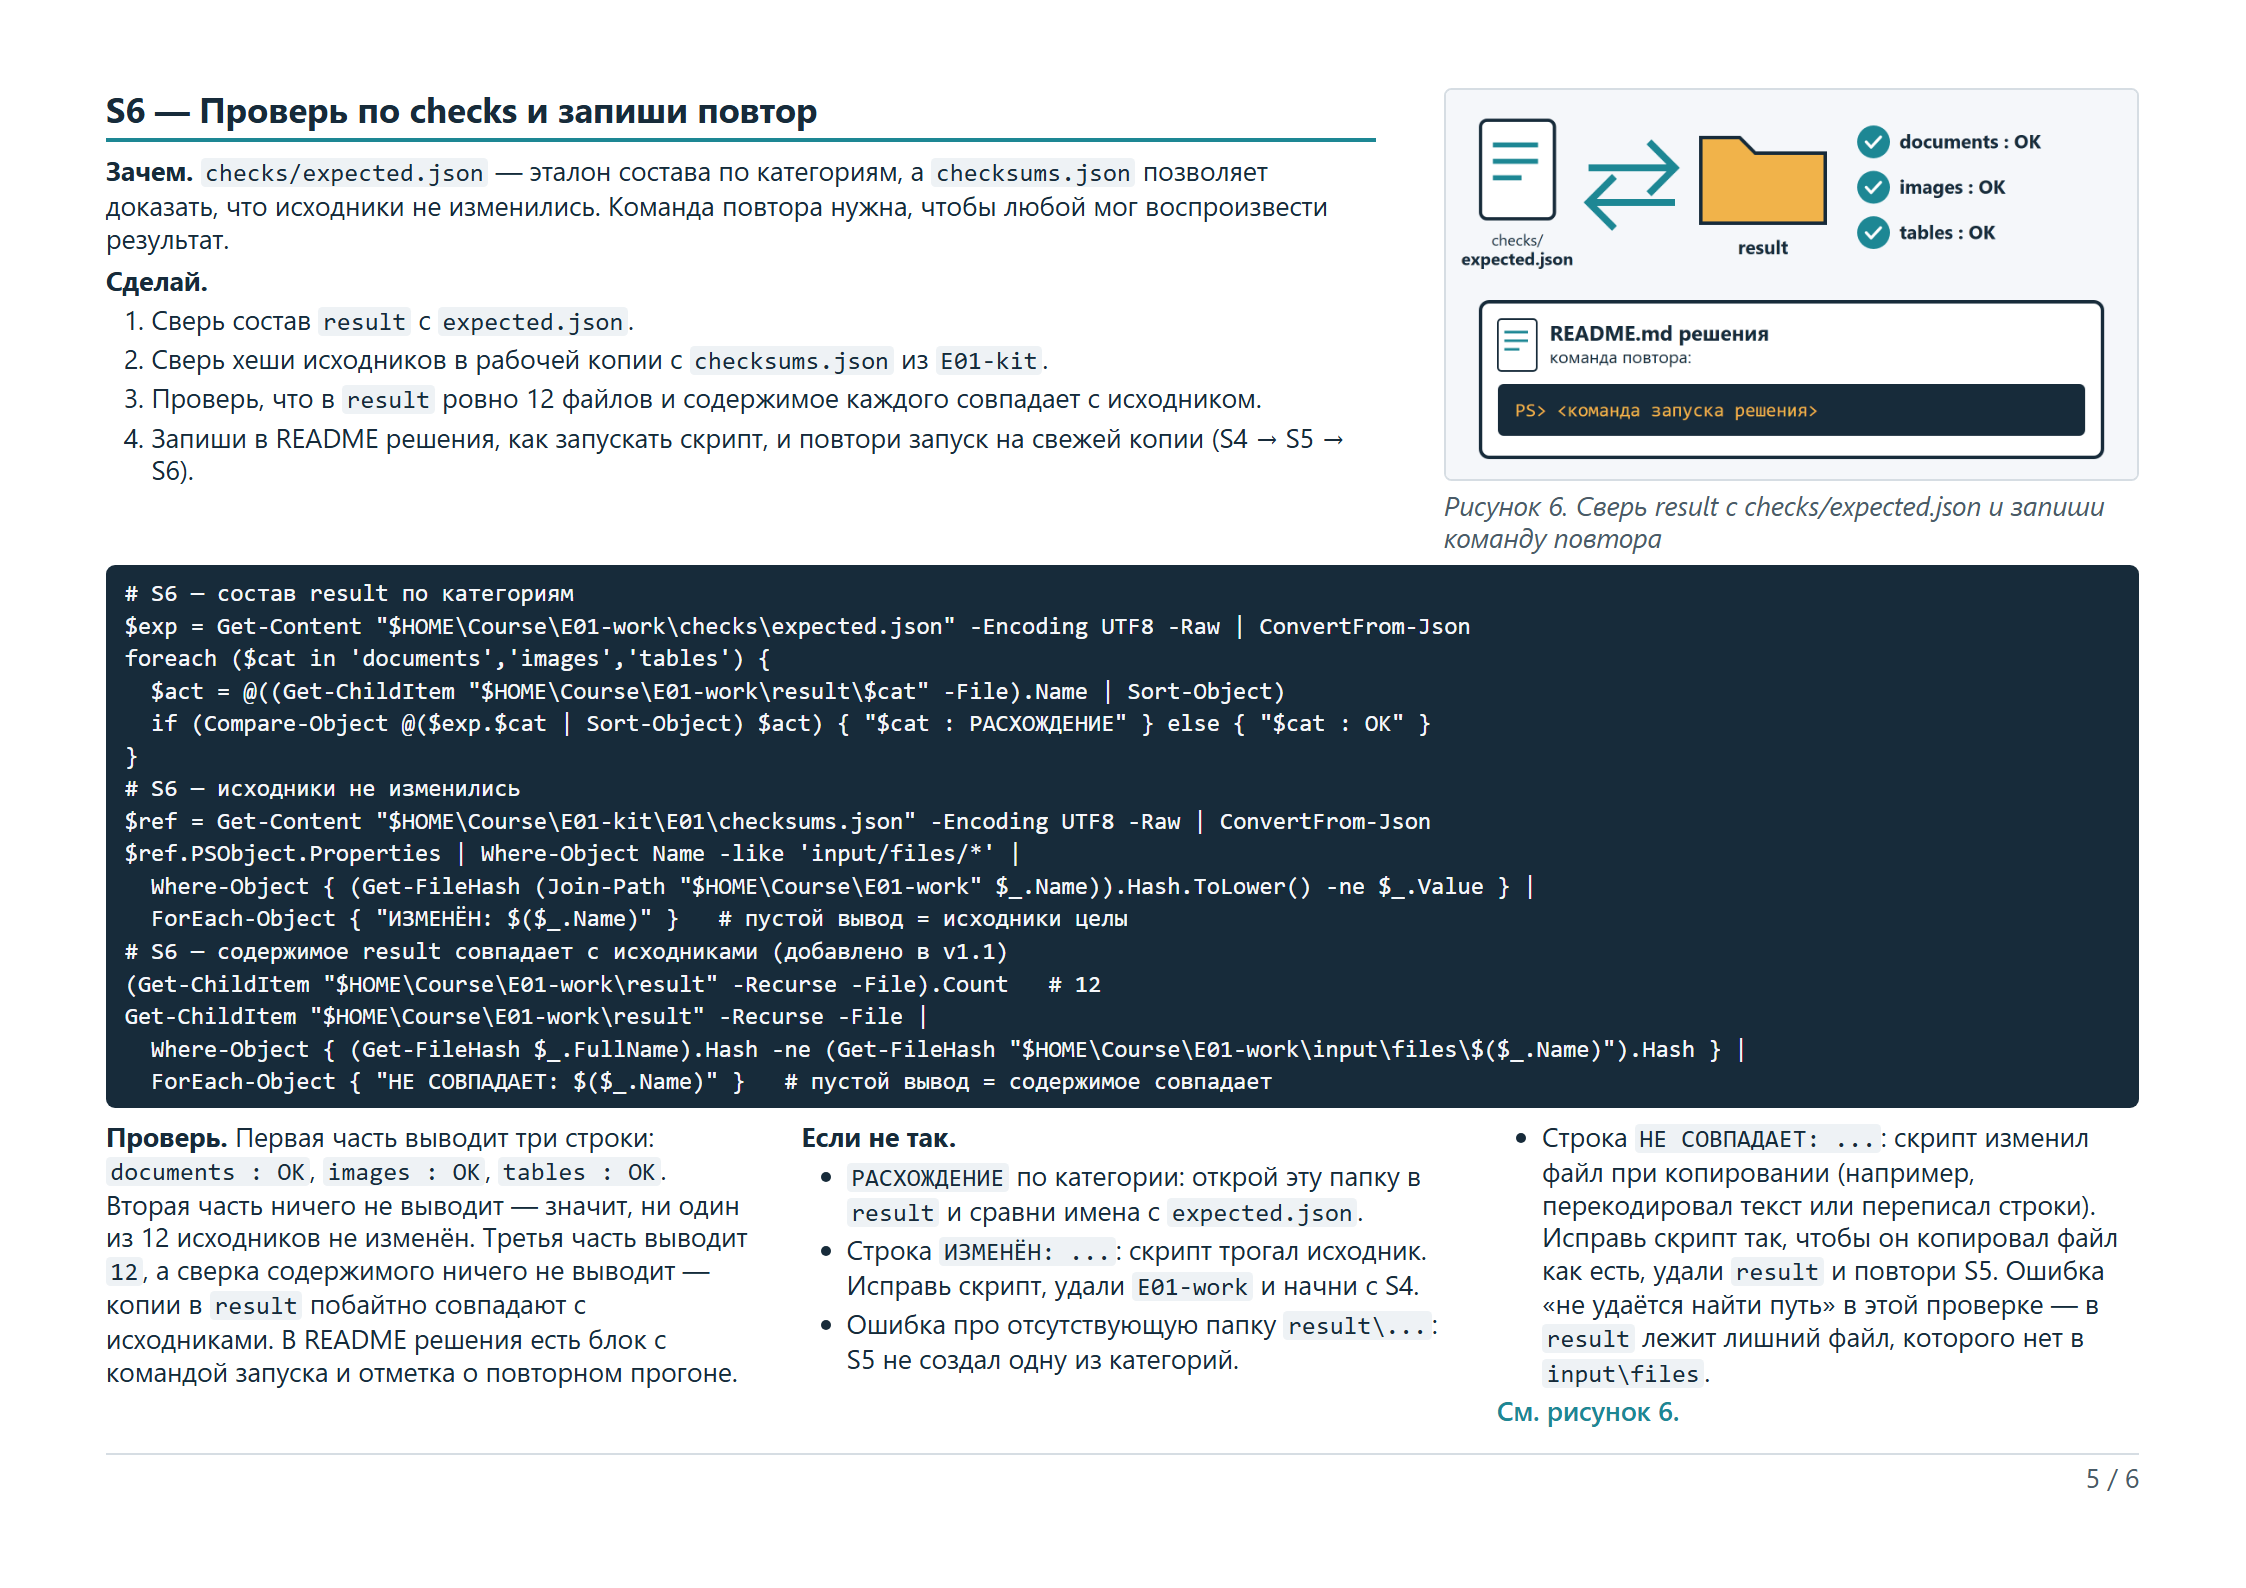 S6 — Проверь по checks и запиши повтор
Зачем. checks/expected.json — эталон состава по категориям, а checksums.json позволяет
доказать, что исходники не изменились. Команда повтора нужна, чтобы любой мог воспроизвести
результат.
Сделай.
1. Сверь состав result с expected.json.
2. Сверь хеши исходников в рабочей копии с checksums.json из E01-kit.
3. Проверь, что в result ровно 12 файлов и содержимое каждого совпадает с исходником.
4. Запиши в README решения, как запускать скрипт, и повтори запуск на свежей копии (S4 → S5 →
S6).
checks/
expected.json
result
documents : OK
images : OK
tables : OK
README.md решения
команда повтора:
PS> <команда запуска решения>
Рисунок 6. Сверь result с checks/expected.json и запиши
команду повтора
# S6 — состав result по категориям
$exp = Get-Content "$HOME\Course\E01-work\checks\expected.json" -Encoding UTF8 -Raw | ConvertFrom-Json
foreach ($cat in 'documents','images','tables') {
  $act = @((Get-ChildItem "$HOME\Course\E01-work\result\$cat" -File).Name | Sort-Object)
  if (Compare-Object @($exp.$cat | Sort-Object) $act) { "$cat : РАСХОЖДЕНИЕ" } else { "$cat : OK" }
}
# S6 — исходники не изменились
$ref = Get-Content "$HOME\Course\E01-kit\E01\checksums.json" -Encoding UTF8 -Raw | ConvertFrom-Json
$ref.PSObject.Properties | Where-Object Name -like 'input/files/*' |
  Where-Object { (Get-FileHash (Join-Path "$HOME\Course\E01-work" $_.Name)).Hash.ToLower() -ne $_.Value } |
  ForEach-Object { "ИЗМЕНЁН: $($_.Name)" }   # пустой вывод = исходники целы
# S6 — содержимое result совпадает с исходниками (добавлено в v1.1)
(Get-ChildItem "$HOME\Course\E01-work\result" -Recurse -File).Count   # 12
Get-ChildItem "$HOME\Course\E01-work\result" -Recurse -File |
  Where-Object { (Get-FileHash $_.FullName).Hash -ne (Get-FileHash "$HOME\Course\E01-work\input\files\$($_.Name)").Hash } |
  ForEach-Object { "НЕ СОВПАДАЕТ: $($_.Name)" }   # пустой вывод = содержимое совпадает
Проверь. Первая часть выводит три строки:
documents : OK, images : OK, tables : OK.
Вторая часть ничего не выводит — значит, ни один
из 12 исходников не изменён. Третья часть выводит
12, а сверка содержимого ничего не выводит —
копии в result побайтно совпадают с
исходниками. В README решения есть блок с
командой запуска и отметка о повторном прогоне.
Если не так.
• РАСХОЖДЕНИЕ по категории: открой эту папку в
result и сравни имена с expected.json.
• Строка ИЗМЕНЁН: ...: скрипт трогал исходник.
Исправь скрипт, удали E01-work и начни с S4.
• Ошибка про отсутствующую папку result\...:
S5 не создал одну из категорий.
• Строка НЕ СОВПАДАЕТ: ...: скрипт изменил
файл при копировании (например,
перекодировал текст или переписал строки).
Исправь скрипт так, чтобы он копировал файл
как есть, удали result и повтори S5. Ошибка
«не удаётся найти путь» в этой проверке — в
result лежит лишний файл, которого нет в
input\files.
См. рисунок 6.
5 / 6